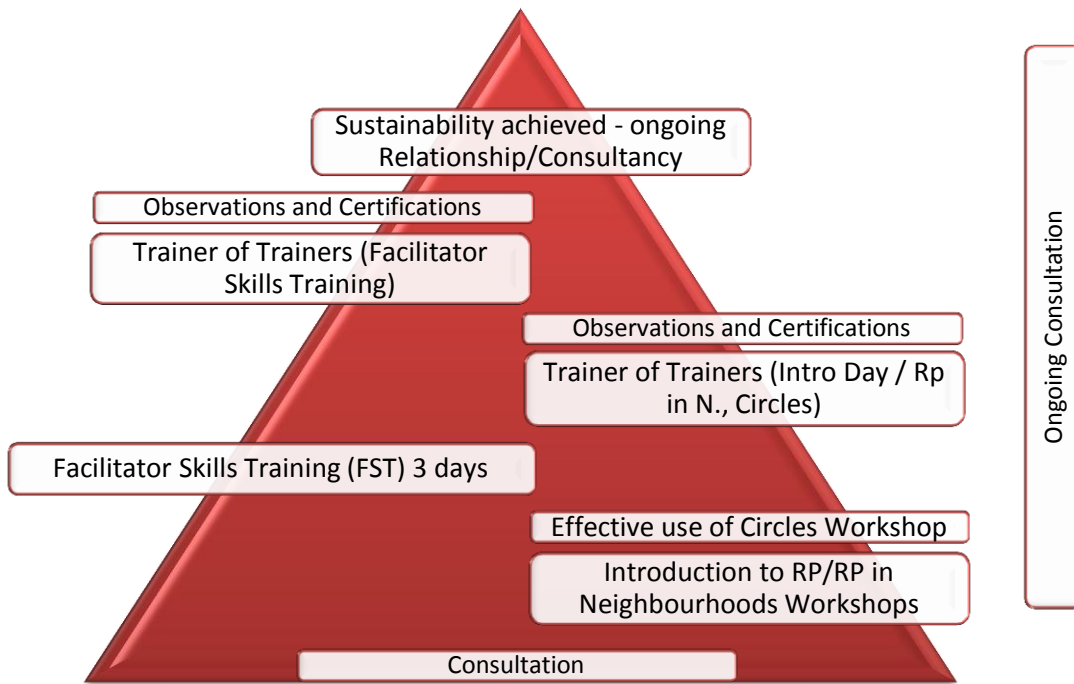 Sustainability achieved - ongoing
Relationship/Consultancy
Observations and Certifications
Trainer of Trainers (Facilitator
Skills Training)
Observations and Certifications
Trainer of Trainers (Intro Day / Rp
in N., Circles)
Facilitator Skills Training (FST) 3 days
Effective use of Circles Workshop
Introduction to RP/RP in
Neighbourhoods Workshops
Consultation
Ongoing Consultation